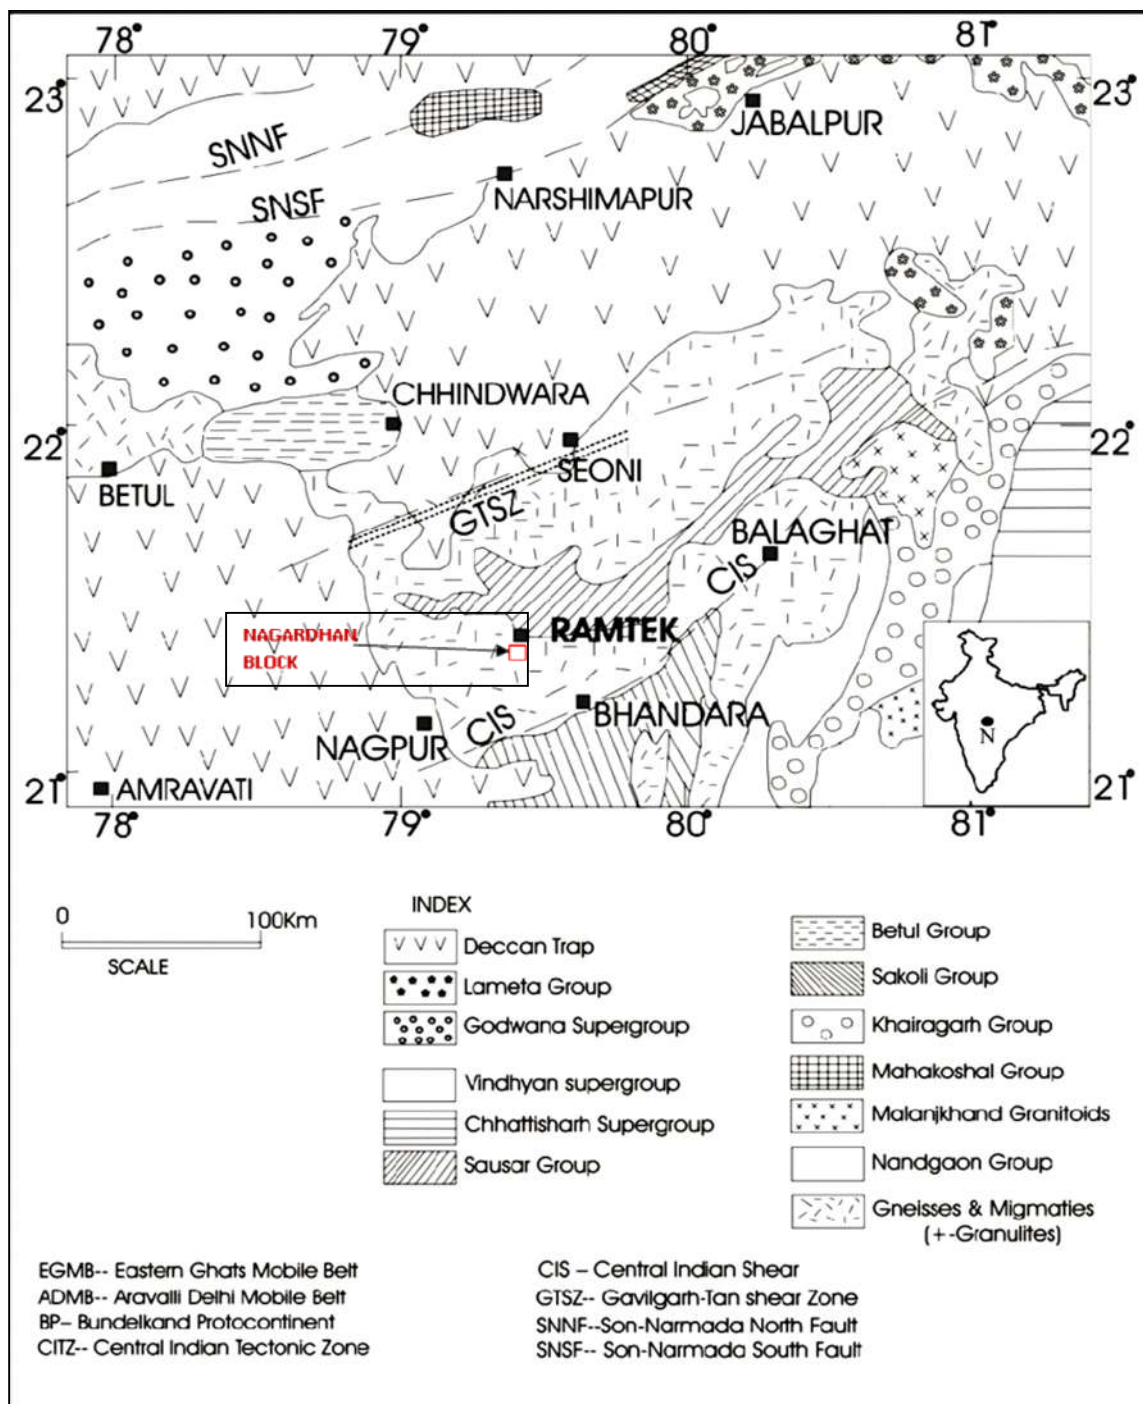 78° 79° 80° 81°
23° 23°
SNNF
JABALPUR
SNSF
NARSHIMAPUR
CHHINDWARA
22° 22°
BETUL
SEONI
GTSZ
BALAGHAT
CIS
NAGARDHAN
BLOCK
RAMTEK
CIS
BHANDARA
NAGPUR
N
21° AMRAVATI 21°
78° 79° 80° 81°
0 100Km
SCALE
INDEX
Deccan Trap
Lameta Group
Godwana Supergroup
Vindhyan supergroup
Chhattisharh Supergroup
Sausar Group
Betul Group
Sakoli Group
Khairagarh Group
Mahakoshal Group
Malanjkhand Granitoids
Nandgaon Group
Gneisses & Migmaties
(+-Granulites)
EGMB-- Eastern Ghats Mobile Belt
ADMB-- Aravalli Delhi Mobile Belt
BP-- Bundelkand Protocontinent
CITZ-- Central Indian Tectonic Zone
CIS – Central Indian Shear
GTSZ-- Gavilgarh-Tan shear Zone
SNNF--Son-Narmada North Fault
SNSF-- Son-Narmada South Fault